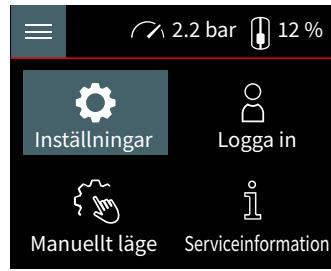 2.2 bar 12 %
Inställningar Logga in
Manuellt läge Serviceinformation